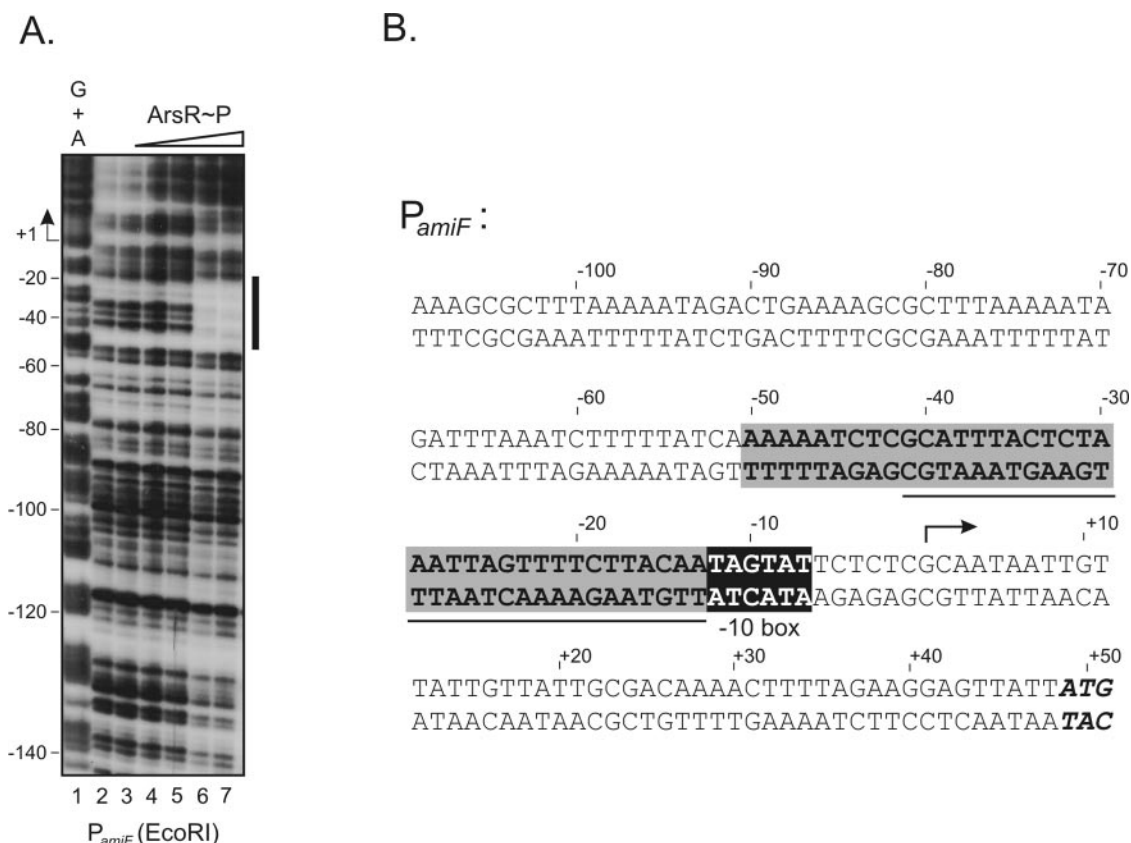 A.
B.
G
+
A
ArsR~P
+1
-20
-40
-60
-80
-100
-120
-140
1 2 3 4 5 6 7
PamiF (EcoRI)
PamiF :
-100 -90 -80 -70
AAAGCGCTTTAAAAATAGACTGAAAAGCGCTTTAAAAATA
TTTCGCGAAATTTTTATCTGACTTTTCGCGAAATTTTTAT
-60 -50 -40 -30
GATTTAAATCTTTTTATCAAAAAATCTCGCATTTACTCTA
CTAAATTTAGAAAAATAGTTTTTTAGAGCGTAAATGAAGT
-20 -10 +10
AATTAGTTTTCTTACAATAGTATTCTCTCGCAATAATTGT
TTAATCAAAAGAATGTTATCATAAGAGAGCGTTATTAACA
-10 box
+20 +30 +40 +50
TATTGTTATTGCGACAAAACTTTTAGAAGGAGTTATTATG
ATAACAATAACGCTGTTTTGAAAATCTTCCTCAATAATAC